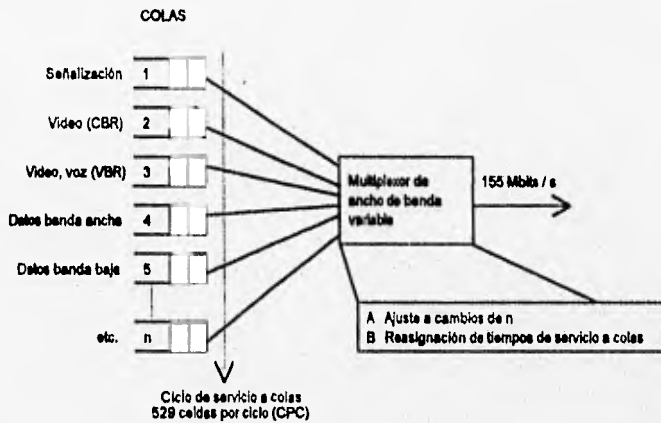 COLAS
Señalización 1
Video (CBR) 2
Video, voz (VBR) 3
Datos banda ancha 4
Datos banda baja 5
etc. n
Multiplexor de
ancho de banda
variable
155 Mbits / s
A Ajuste a cambios de n
B Reasignación de tiempos de servicio a colas
Ciclo de servicio a colas
529 celdas por ciclo (CPC)